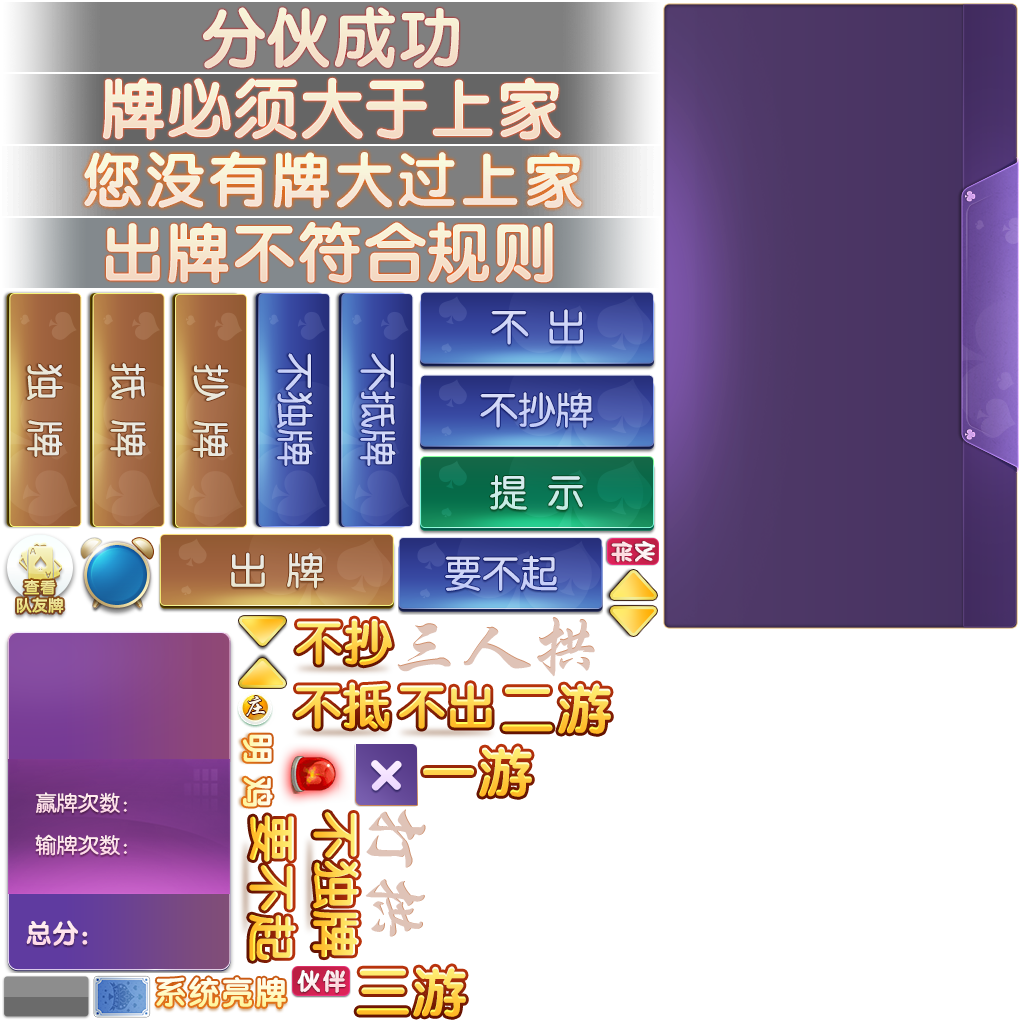 分伙成功
牌必须大于上家
您没有牌大过上家
出牌不符合规则
独牌
抵牌
抄牌
不独牌
不抵牌
不出
不抄牌
提示
查看
队友牌
出牌
要不起
不抄
三人拱
不抵
不出
二游
庄
明鸡
一游
赢牌次数:
输牌次数:
总分:
要不起
不独牌
打拱
系统亮牌
伙伴
三游